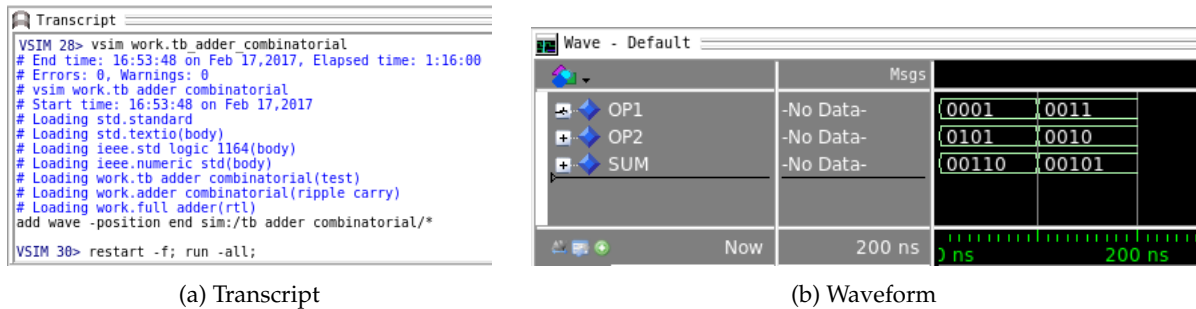 Transcript
VSIM 28> vsim work.tb_adder_combinatorial
# End time: 16:53:48 on Feb 17,2017, Elapsed time: 1:16:00
# Errors: 0, Warnings: 0
# vsim work.tb adder combinatorial
# Start time: 16:53:48 on Feb 17,2017
# Loading std.standard
# Loading std.textio(body)
# Loading ieee.std logic 1164(body)
# Loading ieee.numeric std(body)
# Loading work.tb adder combinatorial(test)
# Loading work.adder combinatorial(ripple carry)
# Loading work.full adder(rtl)
add wave -position end sim:/tb adder combinatorial/*
VSIM 30> restart -f; run -all;
(a) Transcript
Wave - Default
Msgs
OP1 -No Data- 0001 0011
OP2 -No Data- 0101 0010
SUM -No Data- 00110 00101
Now 200 ns ns 200 ns
(b) Waveform